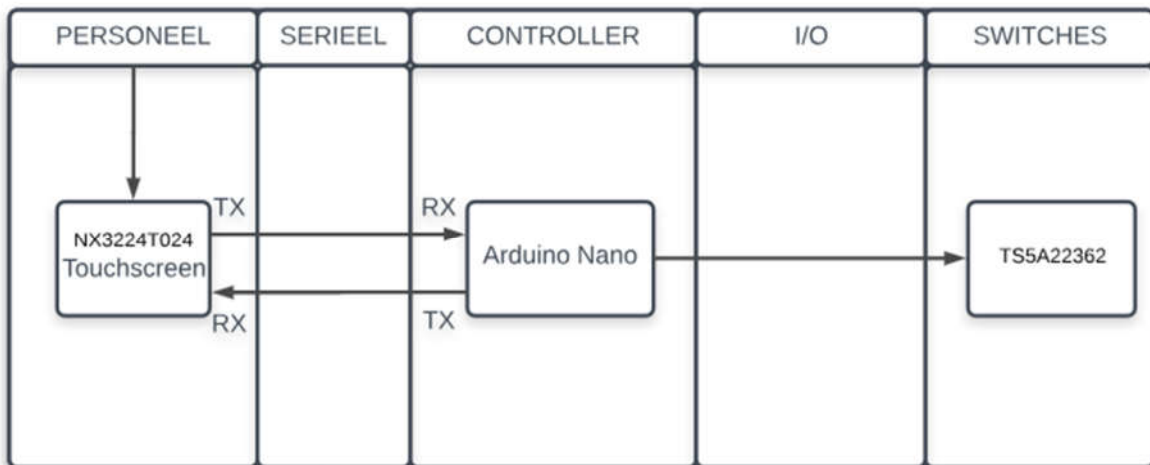 PERSONEEL
SERIEEL
CONTROLLER
I/O
SWITCHES
TX
RX
NX3224T024
Touchscreen
Arduino Nano
TS5A22362
RX
TX